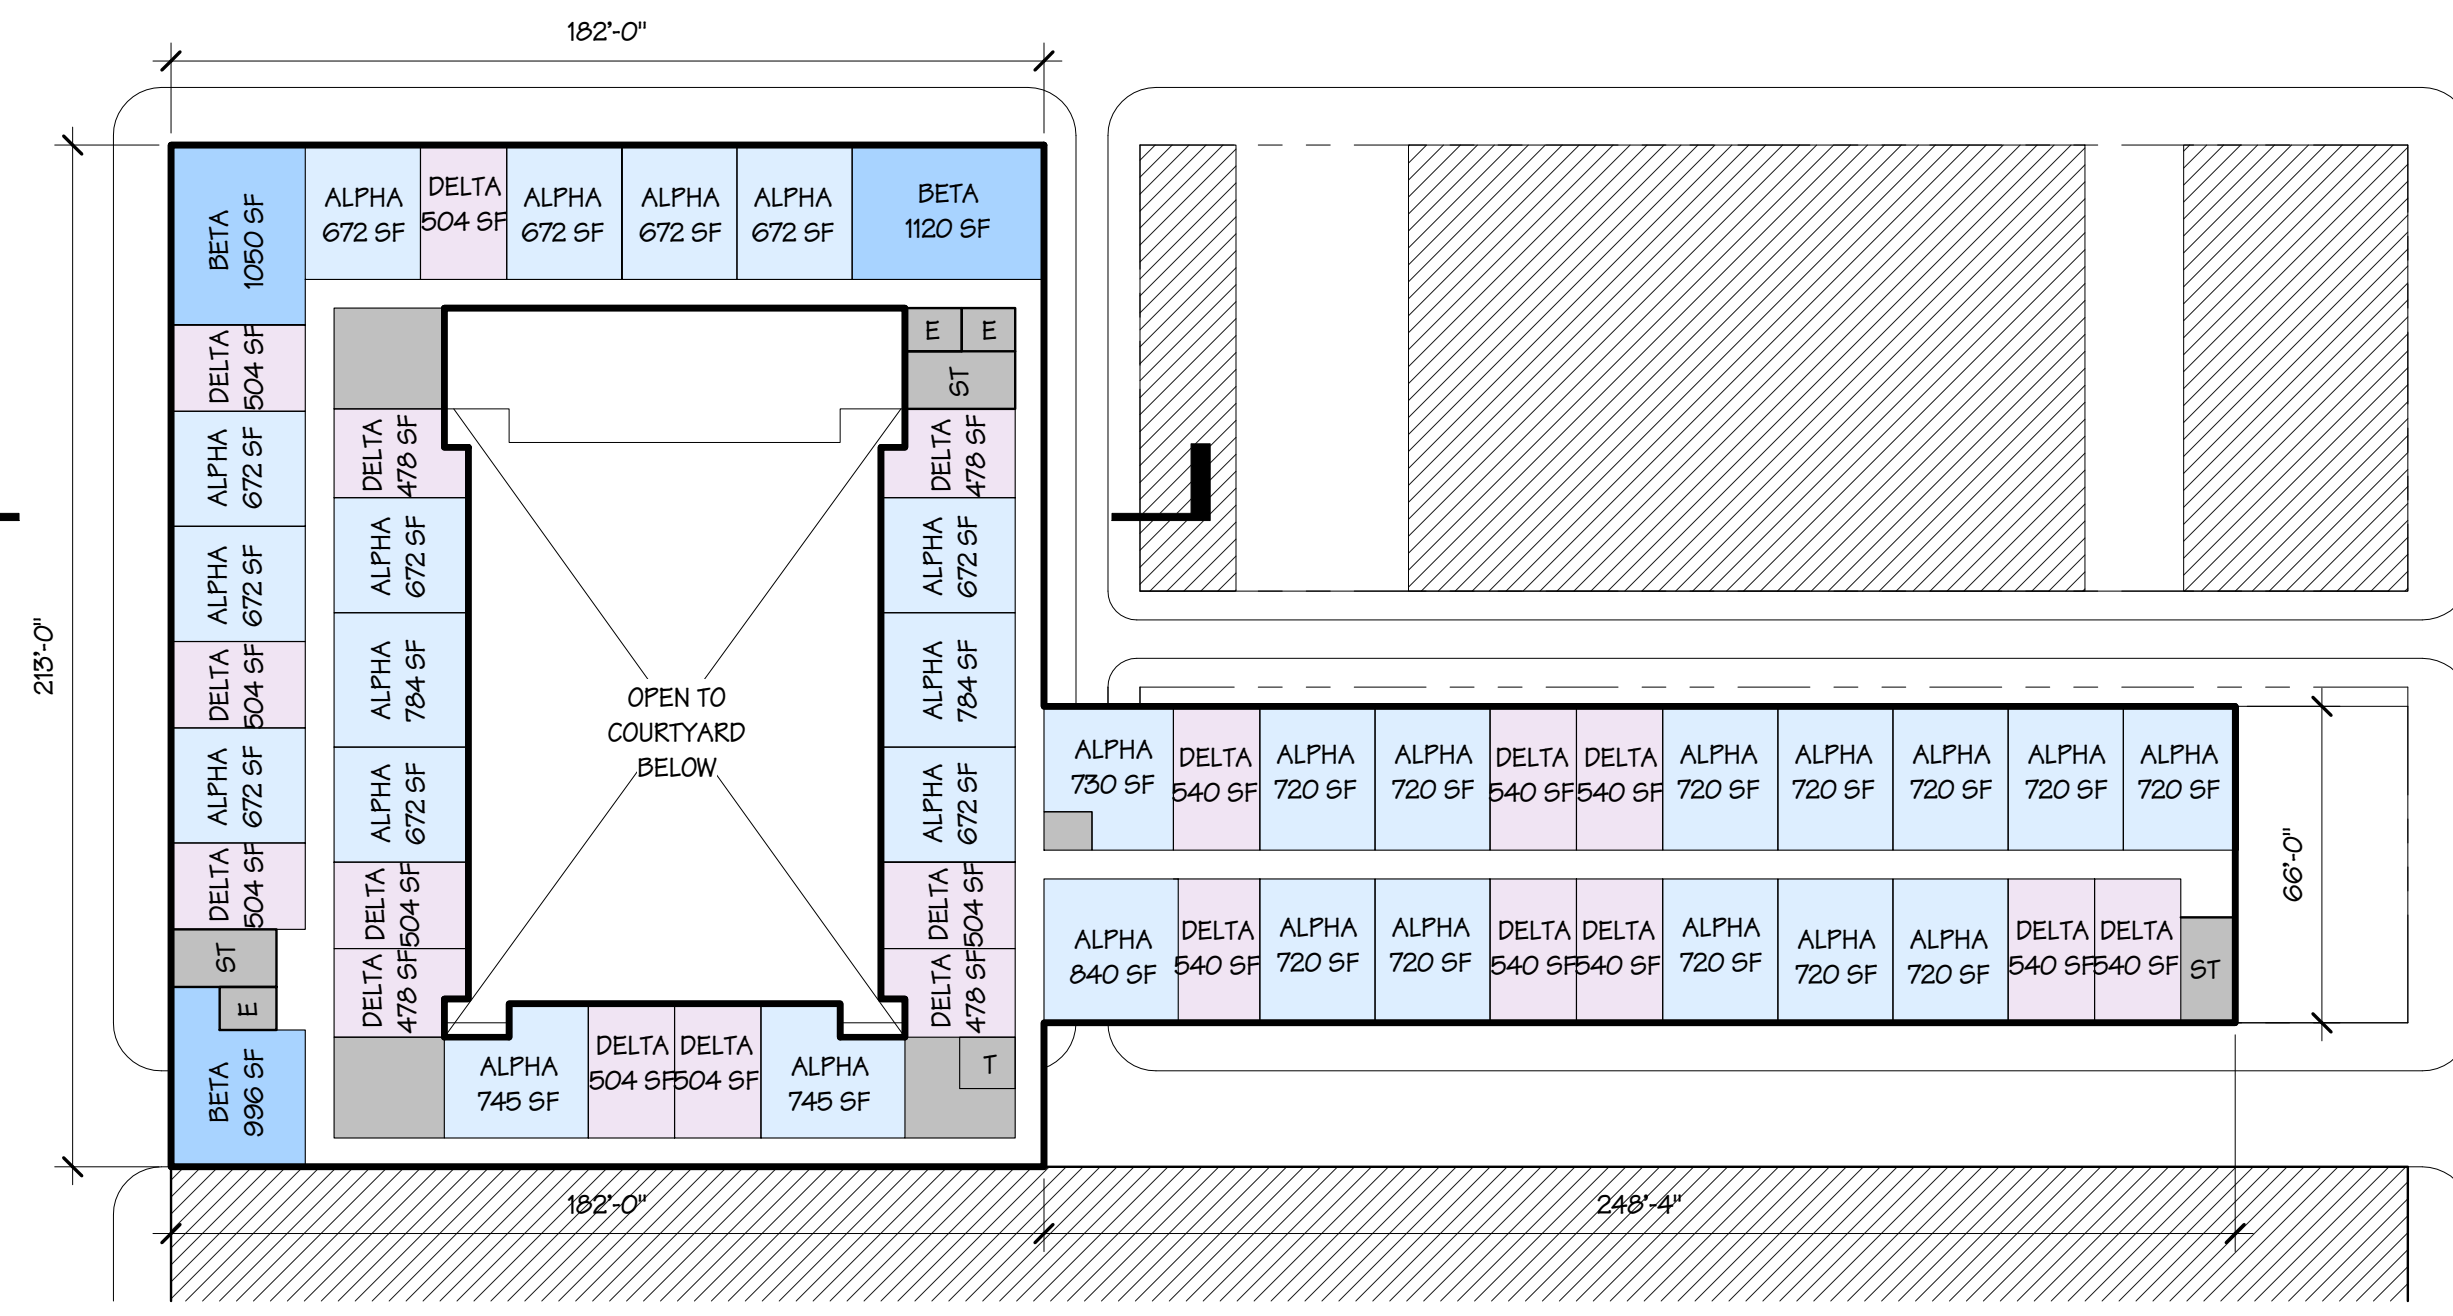 182'-0"
BETA
1050 SF
ALPHA
672 SF
DELTA
504 SF
ALPHA
672 SF
ALPHA
672 SF
ALPHA
672 SF
BETA
1120 SF
E
E
ST
DELTA
504 SF
ALPHA
672 SF
ALPHA
672 SF
DELTA
504 SF
ALPHA
672 SF
DELTA
504 SF
ST
E
BETA
996 SF
DELTA
478 SF
ALPHA
672 SF
ALPHA
784 SF
ALPHA
672 SF
DELTA
504 SF
DELTA
478 SF
OPEN TO
COURTYARD
BELOW
DELTA
478 SF
ALPHA
672 SF
ALPHA
784 SF
ALPHA
672 SF
DELTA
504 SF
DELTA
478 SF
ALPHA
745 SF
DELTA
504 SF
DELTA
504 SF
ALPHA
745 SF
T
213'-0"
ALPHA
730 SF
DELTA
540 SF
ALPHA
720 SF
ALPHA
720 SF
DELTA
540 SF
DELTA
540 SF
ALPHA
720 SF
ALPHA
720 SF
ALPHA
720 SF
ALPHA
720 SF
ALPHA
720 SF
ALPHA
840 SF
DELTA
540 SF
ALPHA
720 SF
ALPHA
720 SF
DELTA
540 SF
DELTA
540 SF
ALPHA
720 SF
ALPHA
720 SF
ALPHA
720 SF
DELTA
540 SF
DELTA
540 SF
ST
66'-0"
182'-0"
248'-4"